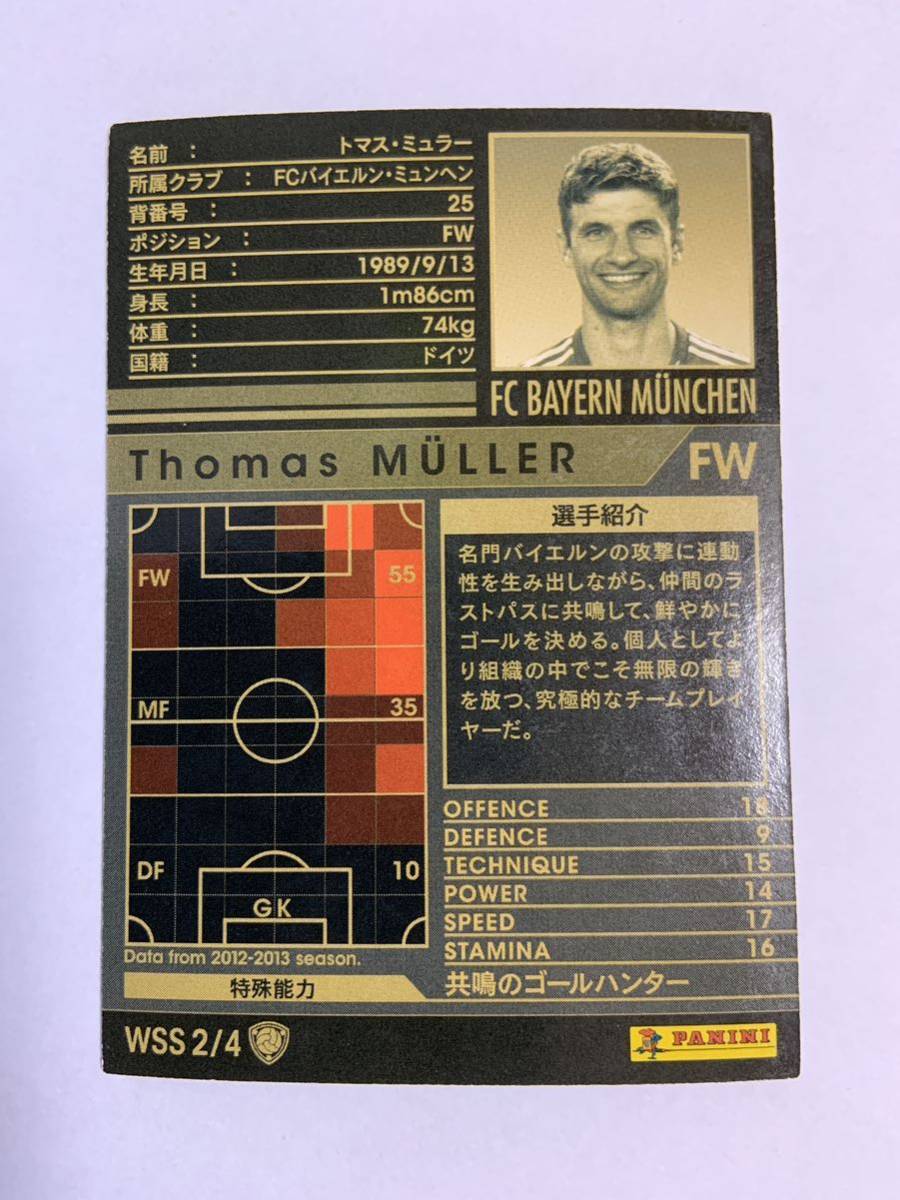 名前 : トマス・ミュラー
所属クラブ : FCバイエルン・ミュンヘン
背番号 : 25
ポジション : FW
生年月日 : 1989/9/13
身長 : 1m86cm
体重 : 74kg
国籍 : ドイツ
FC BAYERN MÜNCHEN
Thomas MÜLLER FW
FW 55
MF 35
DF 10
GK
Data from 2012-2013 season.
選手紹介
名門バイエルンの攻撃に連動
性を生み出しながら、仲間のラ
ストパスに共鳴して、鮮やかに
ゴールを決める。個人としてよ
り組織の中でこそ無限の輝き
を放つ、究極的なチームプレイ
ヤーだ。
OFFENCE 18
DEFENCE 9
TECHNIQUE 15
POWER 14
SPEED 17
STAMINA 16
特殊能力 共鳴のゴールハンター
WSS 2/4
PANINI